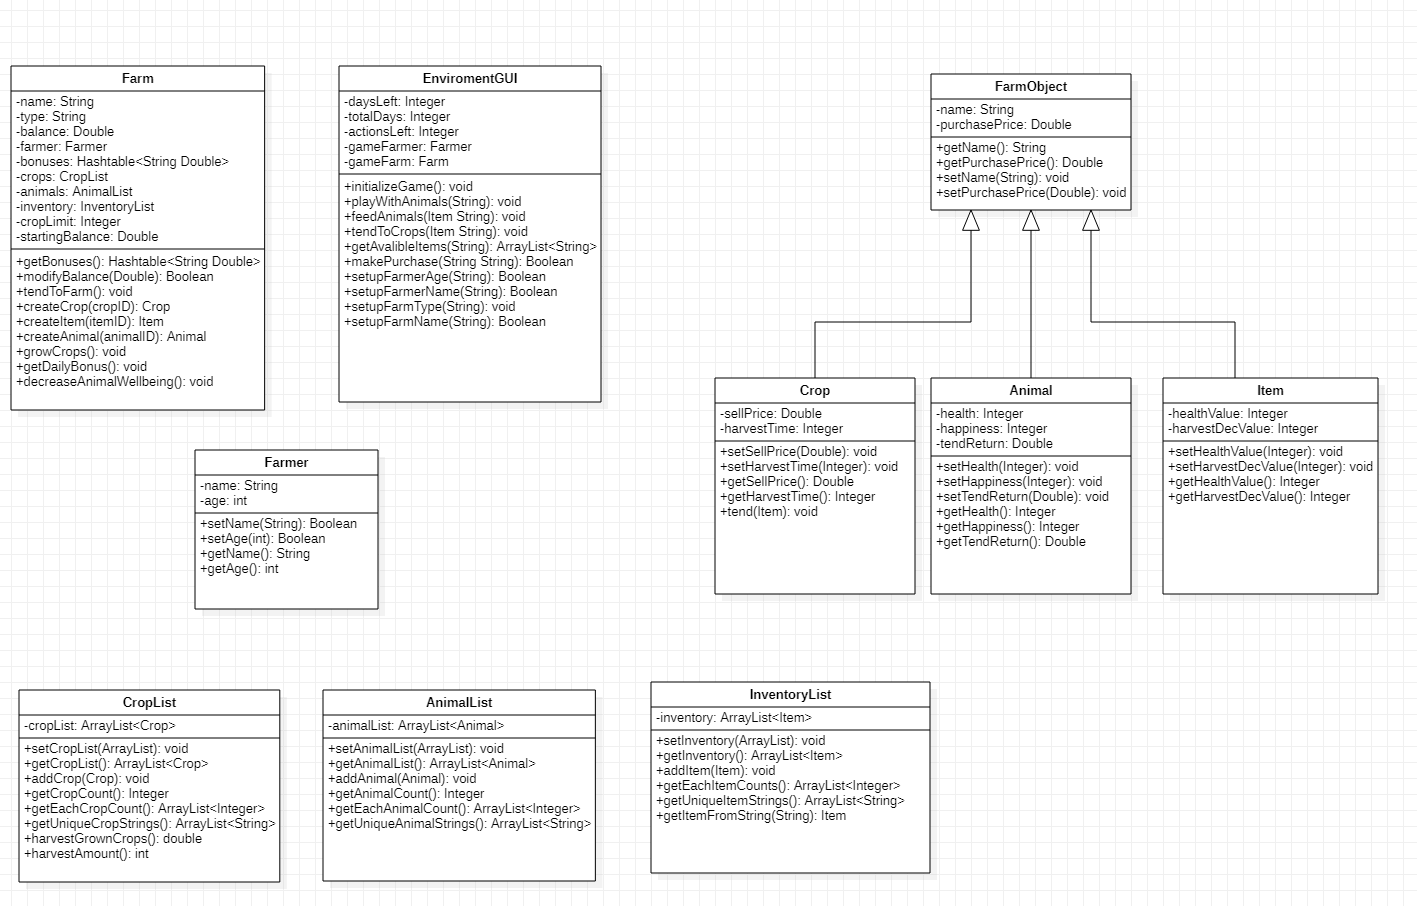 Farm
-name: String
-type: String
-balance: Double
-farmer: Farmer
-bonuses: Hashtable<String Double>
-crops: CropList
-animals: AnimalList
-inventory: InventoryList
-cropLimit: Integer
-startingBalance: Double
+getBonuses(): Hashtable<String Double>
+modifyBalance(Double): Boolean
+tendToFarm(): void
+createCrop(cropID): Crop
+createItem(itemID): Item
+createAnimal(animalID): Animal
+growCrops(): void
+getDailyBonus(): void
+decreaseAnimalWellbeing(): void
EnviromentGUI
-daysLeft: Integer
-totalDays: Integer
-actionsLeft: Integer
-gameFarmer: Farmer
-gameFarm: Farm
+initializeGame(): void
+playWithAnimals(String): void
+feedAnimals(Item String): void
+tendToCrops(Item String): void
+getAvalibleItems(String): ArrayList<String>
+makePurchase(String String): Boolean
+setupFarmerAge(String): Boolean
+setupFarmerName(String): Boolean
+setupFarmType(String): void
+setupFarmName(String): Boolean
FarmObject
-name: String
-purchasePrice: Double
+getName(): String
+getPurchasePrice(): Double
+setName(String): void
+setPurchasePrice(Double): void
Crop
-sellPrice: Double
-harvestTime: Integer
+setSellPrice(Double): void
+setHarvestTime(Integer): void
+getSellPrice(): Double
+getHarvestTime(): Integer
+tend(Item): void
Animal
-health: Integer
-happiness: Integer
-tendReturn: Double
+setHealth(Integer): void
+setHappiness(Integer): void
+setTendReturn(Double): void
+getHealth(): Integer
+getHappiness(): Integer
+getTendReturn(): Double
Item
-healthValue: Integer
-harvestDecValue: Integer
+setHealthValue(Integer): void
+setHarvestDecValue(Integer): void
+getHealthValue(): Integer
+getHarvestDecValue(): Integer
Farmer
-name: String
-age: int
+setName(String): Boolean
+setAge(int): Boolean
+getName(): String
+getAge(): int
CropList
-cropList: ArrayList<Crop>
+setCropList(ArrayList): void
+getCropList(): ArrayList<Crop>
+addCrop(Crop): void
+getCropCount(): Integer
+getEachCropCount(): ArrayList<Integer>
+getUniqueCropStrings(): ArrayList<String>
+harvestGrownCrops(): double
+harvestAmount(): int
AnimalList
-animalList: ArrayList<Animal>
+setAnimalList(ArrayList): void
+getAnimalList(): ArrayList<Animal>
+addAnimal(Animal): void
+getAnimalCount(): Integer
+getEachAnimalCount(): ArrayList<Integer>
+getUniqueAnimalStrings(): ArrayList<String>
InventoryList
-inventory: ArrayList<Item>
+setInventory(ArrayList): void
+getInventory(): ArrayList<Item>
+addItem(Item): void
+getEachItemCounts(): ArrayList<Integer>
+getUniqueItemStrings(): ArrayList<String>
+getItemFromString(String): Item